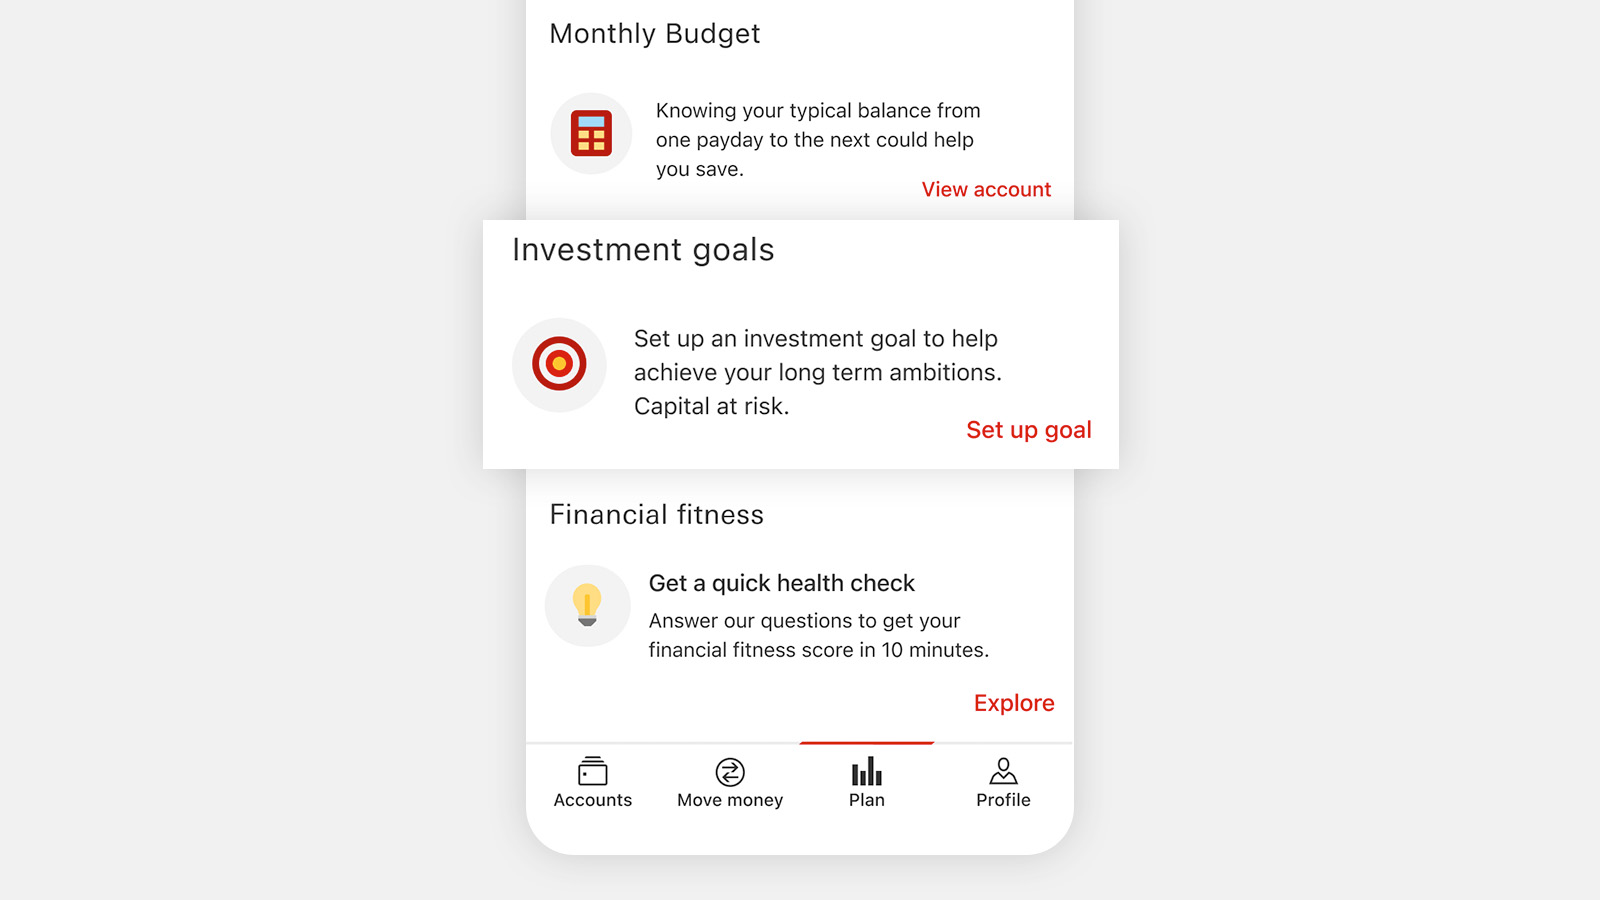 Monthly Budget
Knowing your typical balance from
one payday to the next could help
you save.
View account
Investment goals
Set up an investment goal to help
achieve your long term ambitions.
Capital at risk.
Set up goal
Financial fitness
Get a quick health check
Answer our questions to get your
financial fitness score in 10 minutes.
Explore
Accounts
Move money
Plan
Profile